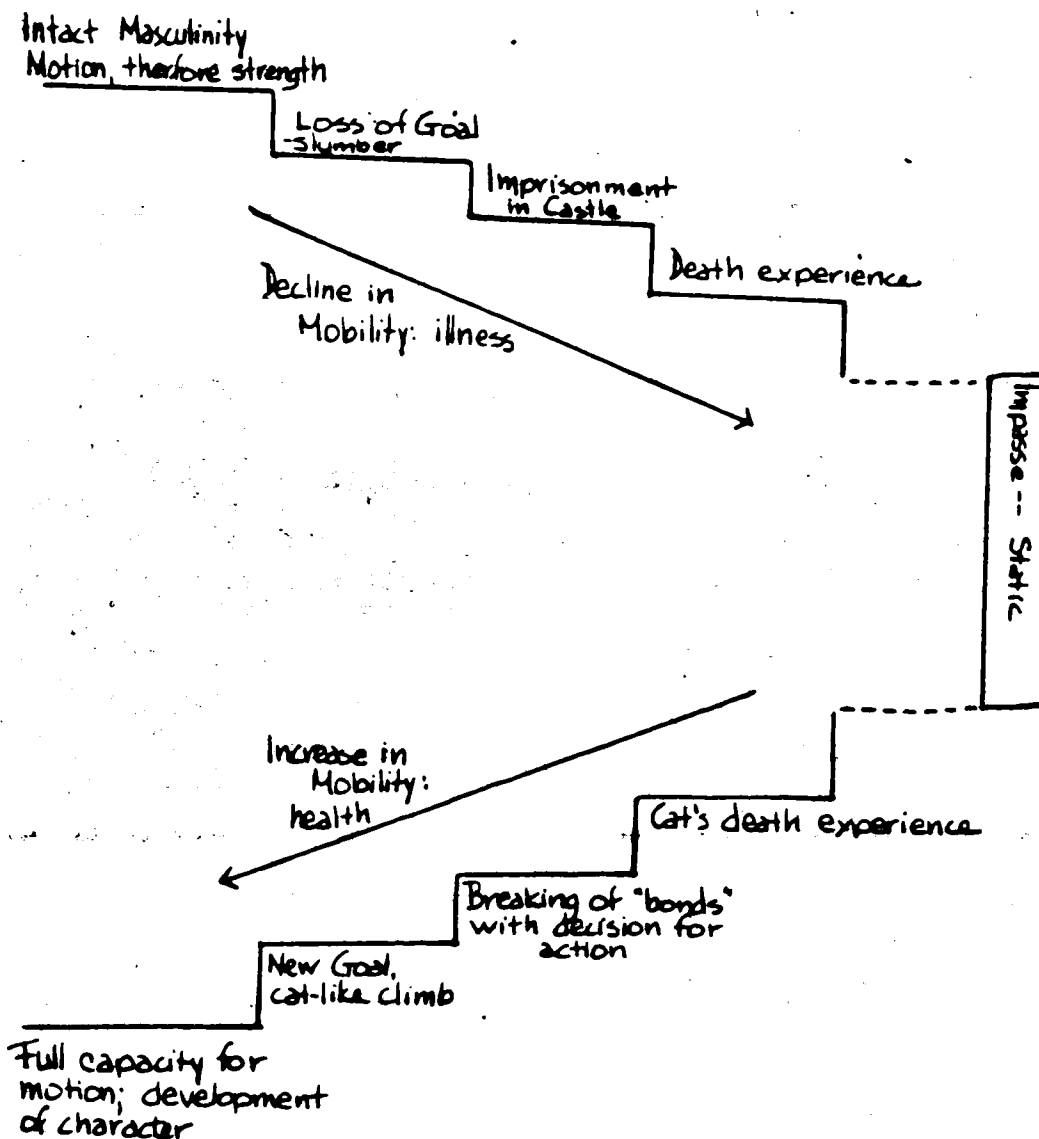 Intact Masculinity
Motion, therefore strength
Loss of Goal
-slumber
Imprisonment
in Castle
Death experience
Decline in
Mobility: illness
Impasse -- Static
Increase in
Mobility:
health
Cat's death experience
Breaking of "bonds"
with decision for
action
New Goal,
cat-like climb
Full capacity for
motion; development
of character